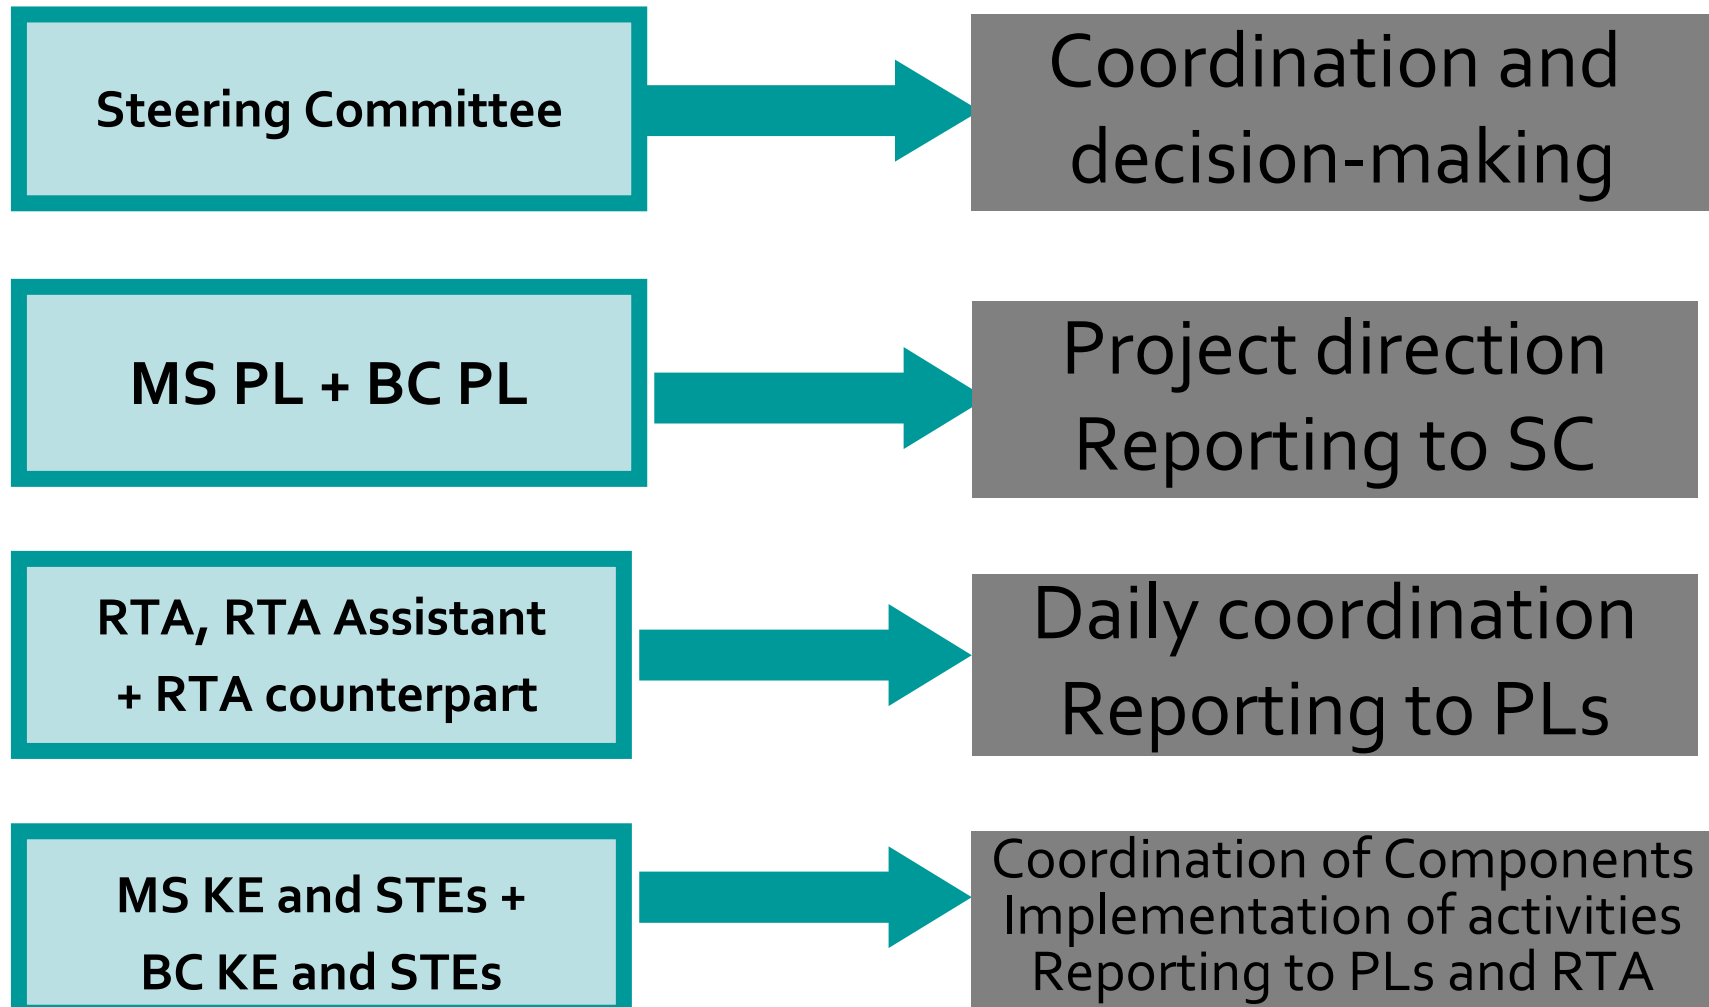 Steering Committee
Coordination and
decision-making
MS PL + BC PL
Project direction
Reporting to SC
RTA, RTA Assistant
+ RTA counterpart
Daily coordination
Reporting to PLs
MS KE and STEs +
BC KE and STEs
Coordination of Components
Implementation of activities
Reporting to PLs and RTA